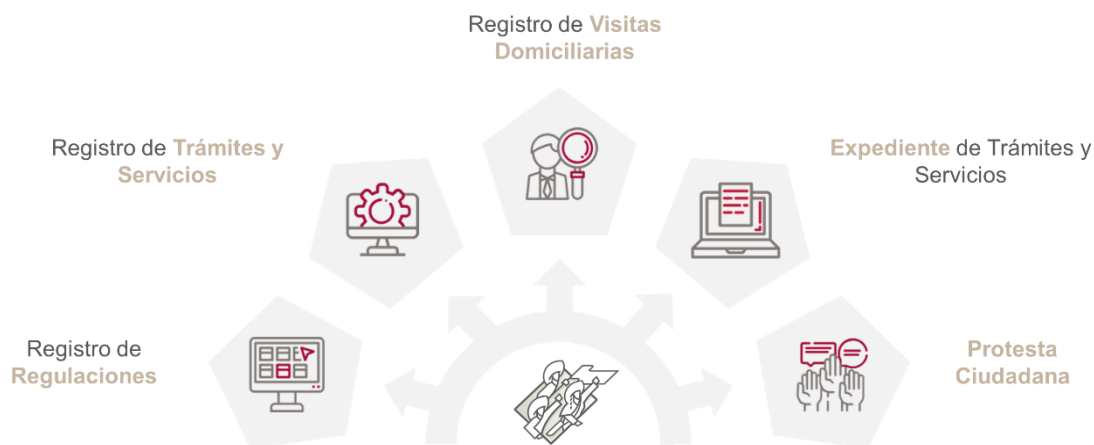 Registro de Visitas
Domiciliarias
Registro de Trámites y
Servicios
Expediente de Trámites y
Servicios
Registro de
Regulaciones
Protesta
Ciudadana